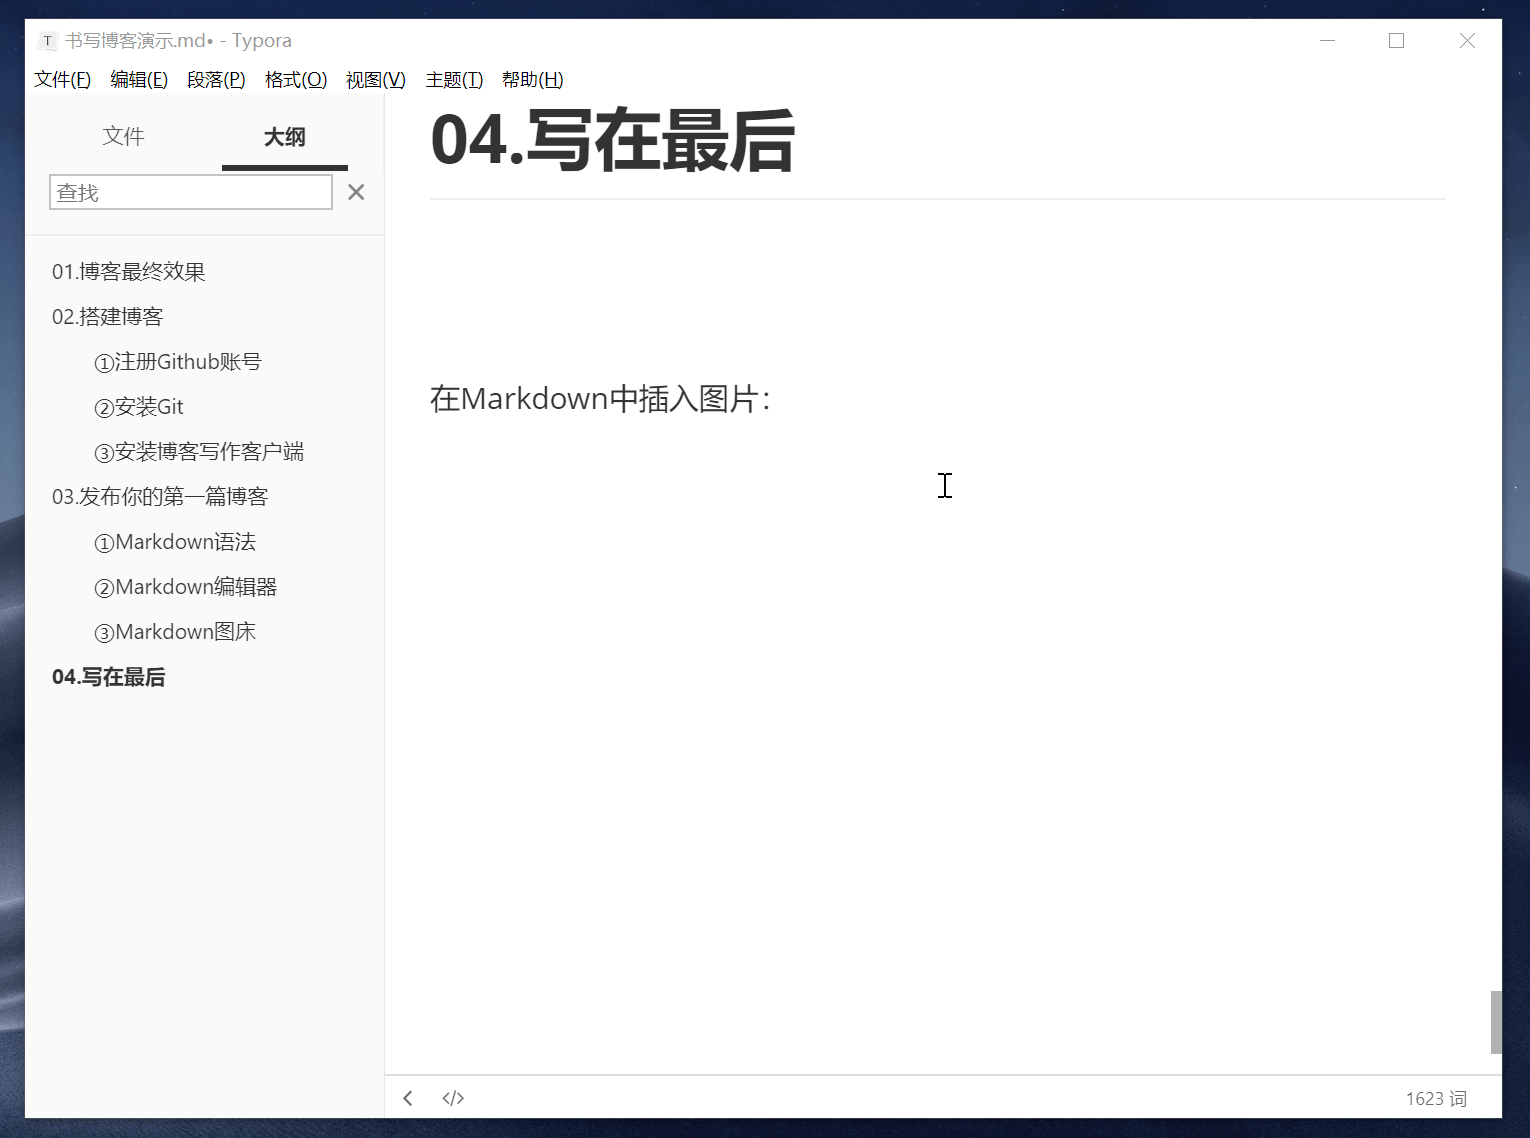 T 书写博客演示.md• - Typora
文件(F) 编辑(E) 段落(P) 格式(O) 视图(V) 主题(T) 帮助(H)
文件 大纲
查找
01.博客最终效果
02.搭建博客
①注册Github账号
②安装Git
③安装博客写作客户端
03.发布你的第一篇博客
①Markdown语法
②Markdown编辑器
③Markdown图床
04.写在最后
04.写在最后
在Markdown中插入图片：
</> 1623 词